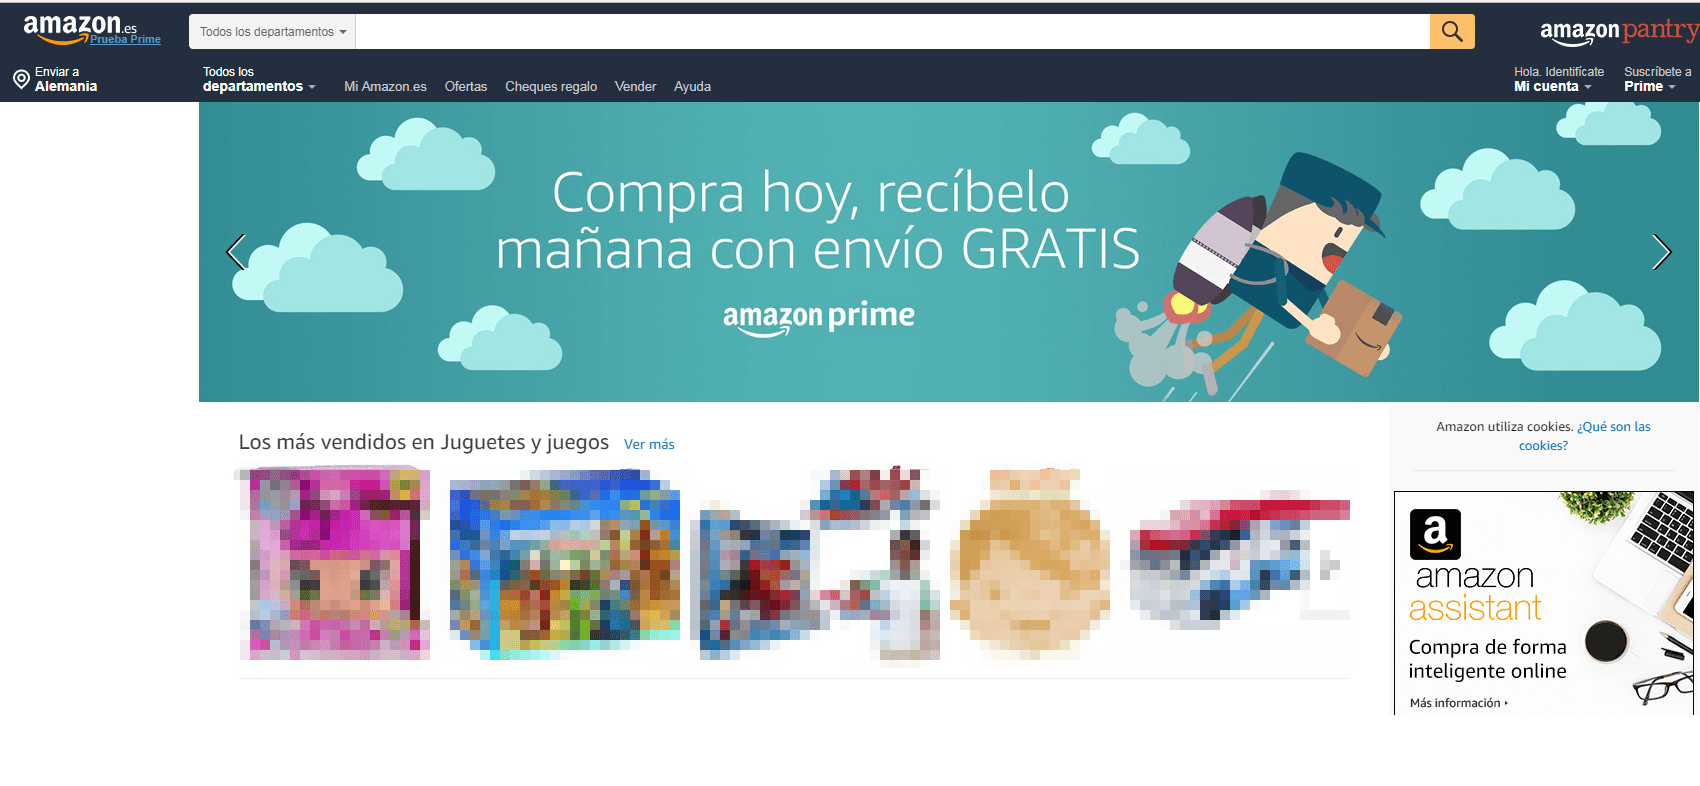 amazon.es
Prueba Prime
Todos los departamentos
amazon pantry
Enviar a
Alemania
Todos los
departamentos
Mi Amazon.es
Ofertas
Cheques regalo
Vender
Ayuda
Hola. Identifícate
Mi cuenta
Suscríbete a
Prime
Compra hoy, recíbelo
mañana con envío GRATIS
amazon prime
Los más vendidos en Juguetes y juegos Ver más
Amazon utiliza cookies. ¿Qué son las
cookies?
a
amazon
assistant
Compra de forma
inteligente online
Más información